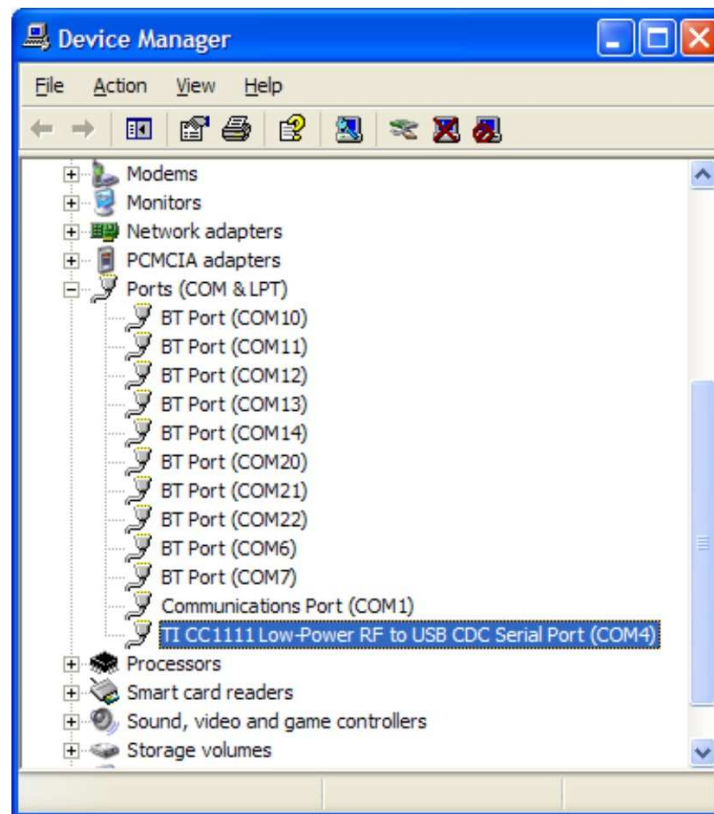 Device Manager
File Action View Help
Modems
Monitors
Network adapters
PCMCIA adapters
Ports (COM & LPT)
BT Port (COM10)
BT Port (COM11)
BT Port (COM12)
BT Port (COM13)
BT Port (COM14)
BT Port (COM20)
BT Port (COM21)
BT Port (COM22)
BT Port (COM6)
BT Port (COM7)
Communications Port (COM1)
TI CC1111 Low-Power RF to USB CDC Serial Port (COM4)
Processors
Smart card readers
Sound, video and game controllers
Storage volumes